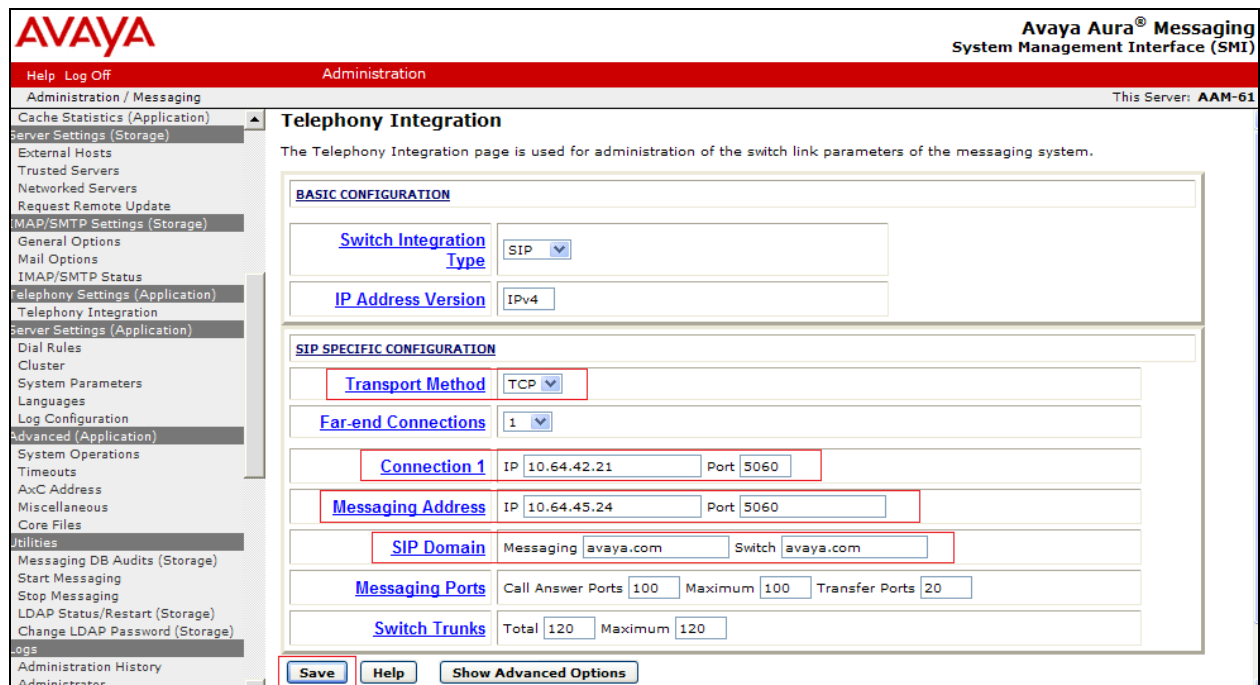 AVAYA
Avaya Aura® Messaging
System Management Interface (SMI)
Help Log Off
Administration
Administration / Messaging
This Server: AAM-61
Cache Statistics (Application)
Server Settings (Storage)
External Hosts
Trusted Servers
Networked Servers
Request Remote Update
IMAP/SMTP Settings (Storage)
General Options
Mail Options
IMAP/SMTP Status
Telephony Settings (Application)
Telephony Integration
Server Settings (Application)
Dial Rules
Cluster
System Parameters
Languages
Log Configuration
Advanced (Application)
System Operations
Timeouts
AxC Address
Miscellaneous
Core Files
Utilities
Messaging DB Audits (Storage)
Start Messaging
Stop Messaging
LDAP Status/Restart (Storage)
Change LDAP Password (Storage)
Logs
Administration History
Administrator
Telephony Integration
The Telephony Integration page is used for administration of the switch link parameters of the messaging system.
BASIC CONFIGURATION
Switch Integration Type SIP
IP Address Version IPv4
SIP SPECIFIC CONFIGURATION
Transport Method TCP
Far-end Connections 1
Connection 1 IP 10.64.42.21 Port 5060
Messaging Address IP 10.64.45.24 Port 5060
SIP Domain Messaging avaya.com Switch avaya.com
Messaging Ports Call Answer Ports 100 Maximum 100 Transfer Ports 20
Switch Trunks Total 120 Maximum 120
Save Help Show Advanced Options